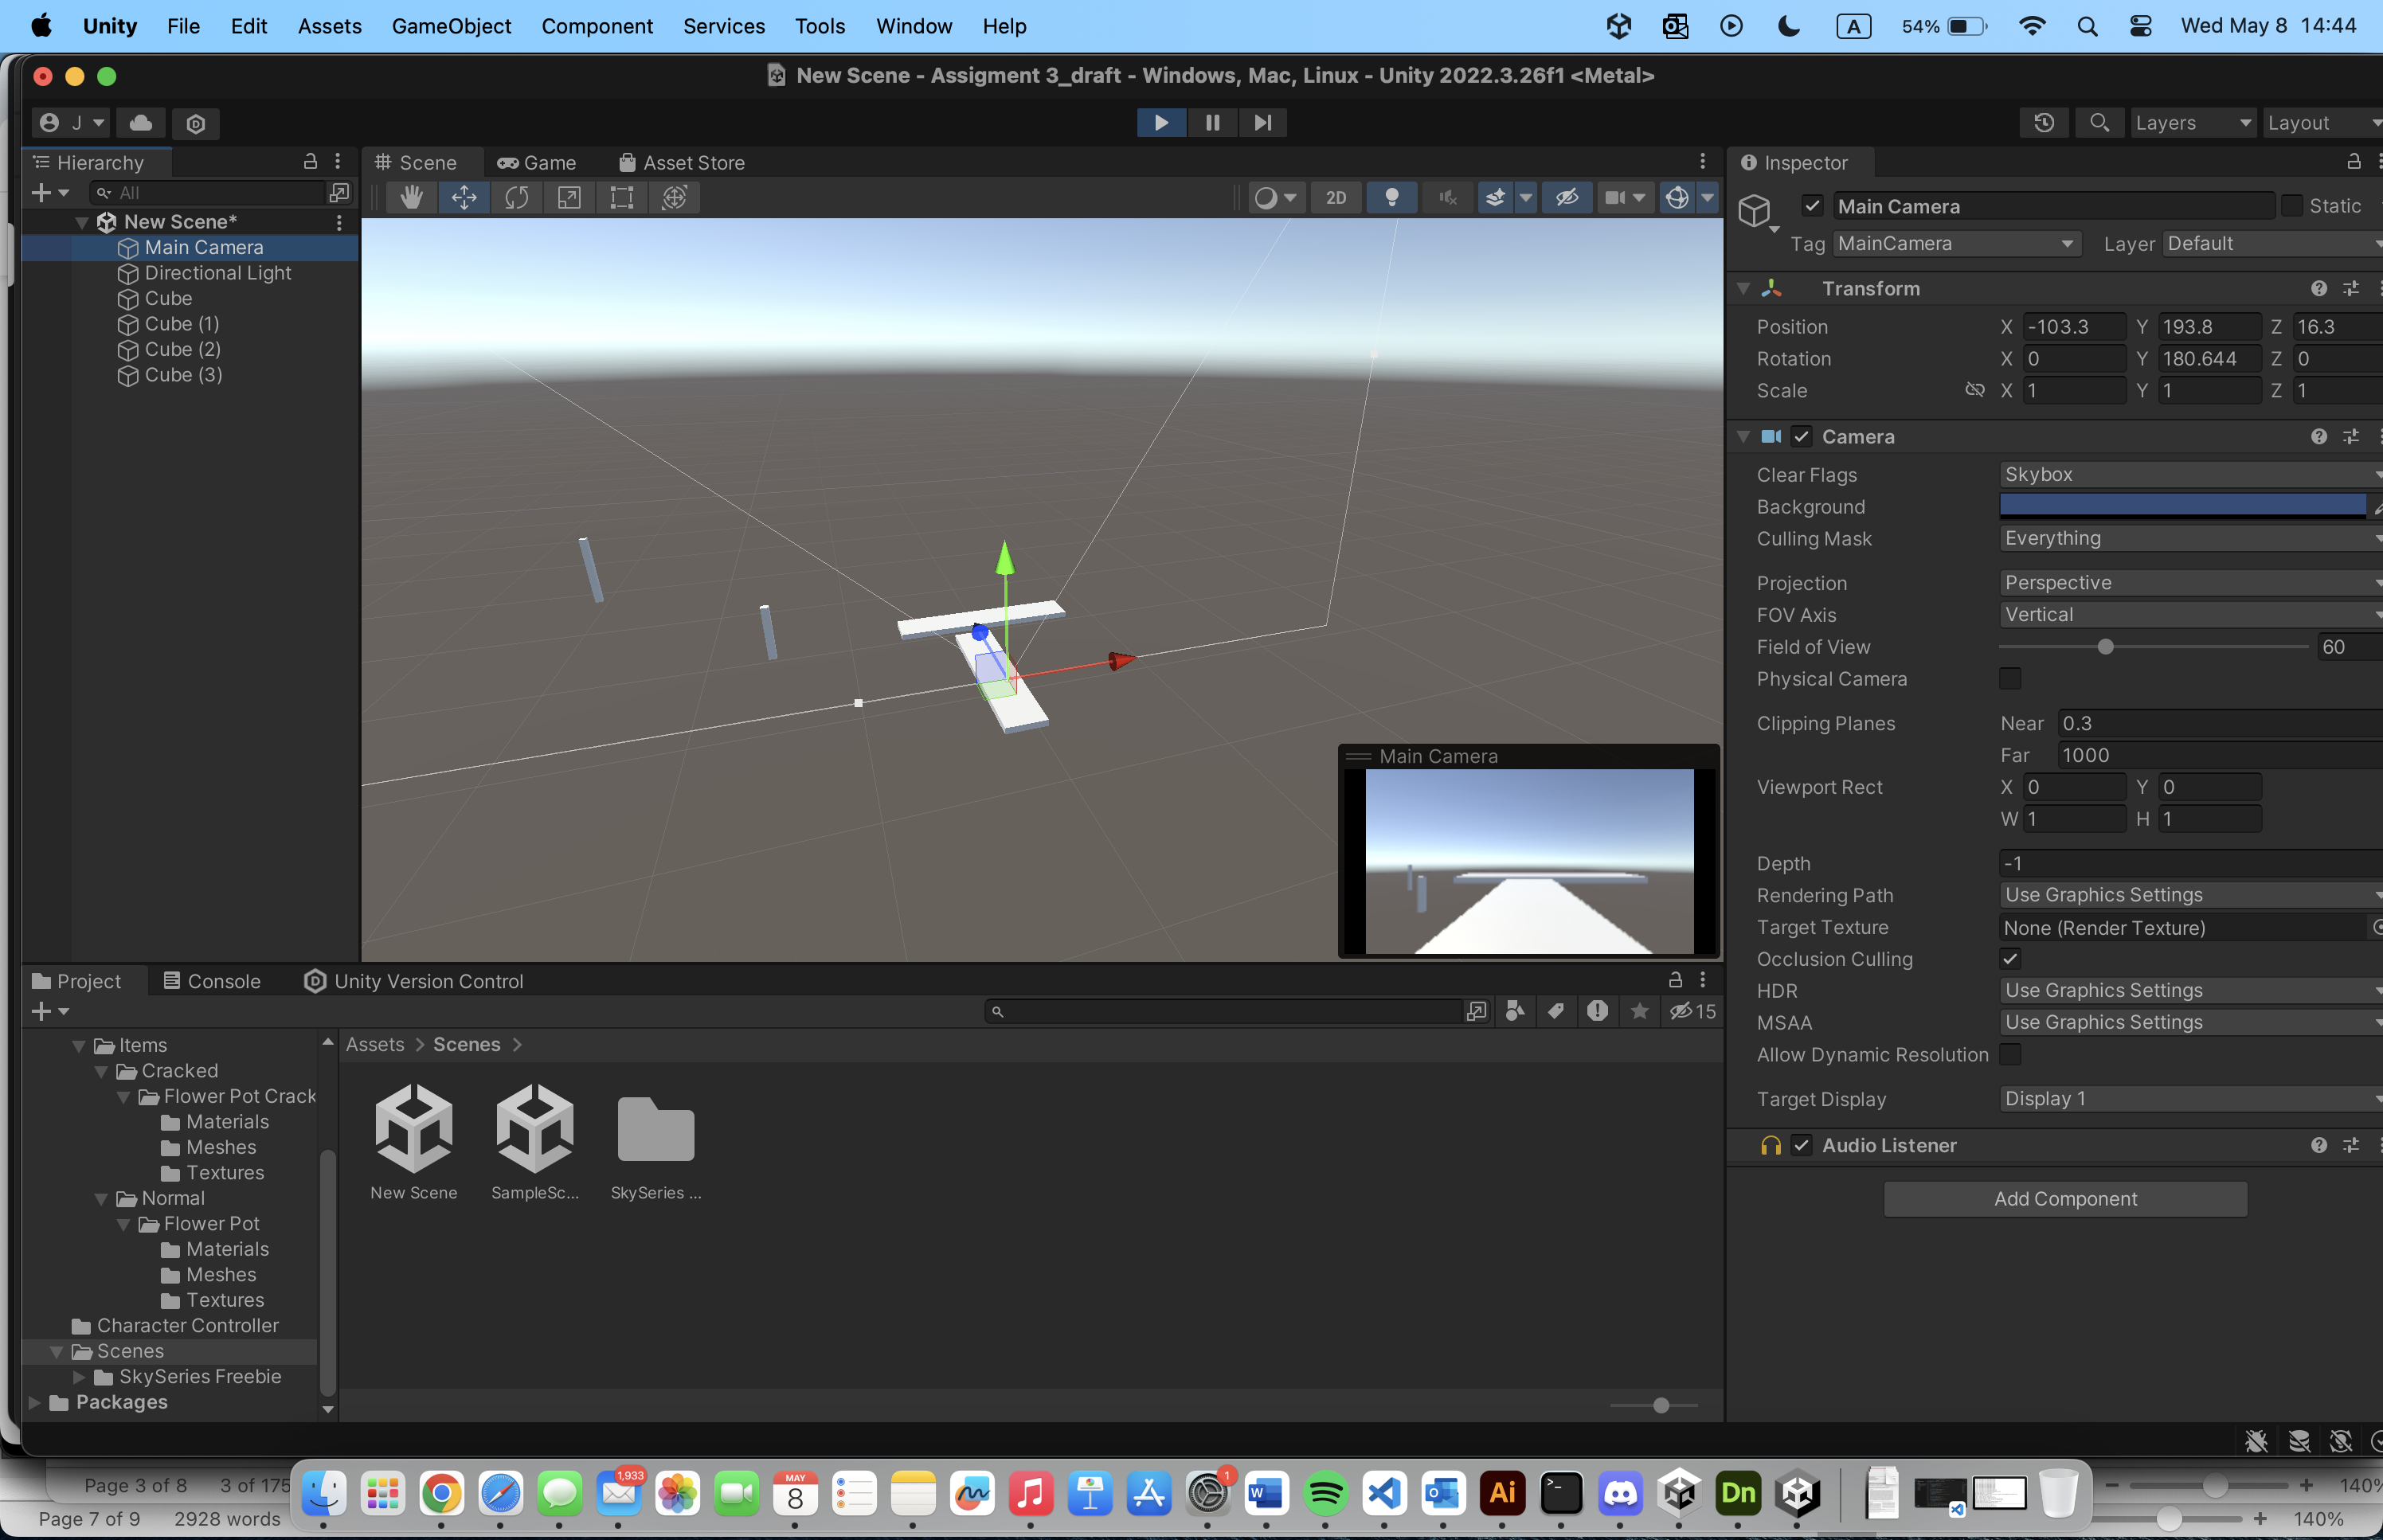 Unity File Edit Assets GameObject Component Services Tools Window Help A 54% Wed May 8 14:44
New Scene - Assigment 3_draft - Windows, Mac, Linux - Unity 2022.3.26f1 <Metal>
J Layers Layout
Hierarchy
All
New Scene*
Main Camera
Directional Light
Cube
Cube (1)
Cube (2)
Cube (3)
Scene Game Asset Store
2D
Main Camera
Inspector
Main Camera Static
Tag MainCamera Layer Default
Transform
Position X -103.3 Y 193.8 Z 16.3
Rotation X 0 Y 180.644 Z 0
Scale X 1 Y 1 Z 1
Camera
Clear Flags Skybox
Background
Culling Mask Everything
Projection Perspective
FOV Axis Vertical
Field of View 60
Physical Camera
Clipping Planes Near 0.3
Far 1000
Viewport Rect X 0 Y 0
W 1 H 1
Depth -1
Rendering Path Use Graphics Settings
Target Texture None (Render Texture)
Occlusion Culling
HDR Use Graphics Settings
MSAA Use Graphics Settings
Allow Dynamic Resolution
Target Display Display 1
Audio Listener
Add Component
Project Console Unity Version Control
15
Items
Cracked
Flower Pot Crack
Materials
Meshes
Textures
Normal
Flower Pot
Materials
Meshes
Textures
Character Controller
Scenes
SkySeries Freebie
Packages
Assets > Scenes >
New Scene SampleSc... SkySeries ...
Page 3 of 8 3 of 175
Page 7 of 9 2928 words
1,933
MAY
8
1
W
Ai
Dn
140%
140%